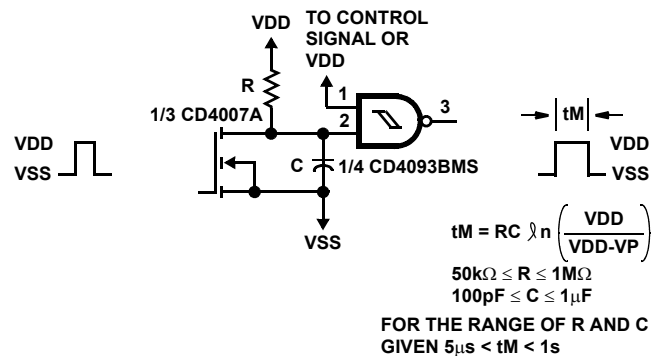 VDD
TO CONTROL
SIGNAL OR
VDD
R
1
3
1/3 CD4007A
2
tM
VDD
VSS
C
1/4 CD4093BMS
VDD
VSS
VSS
tM = RC ℓn (VDD / VDD-VP)
50kΩ ≤ R ≤ 1MΩ
100pF ≤ C ≤ 1μF
FOR THE RANGE OF R AND C
GIVEN 5μs < tM < 1s